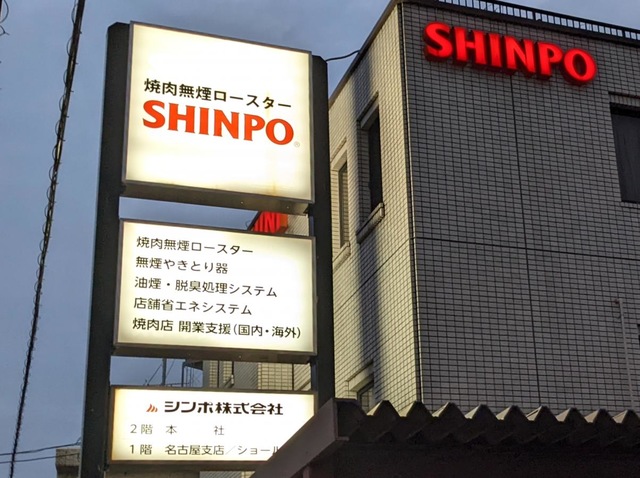 焼肉無煙ロースター
SHINPO
SHINPO
焼肉無煙ロースター
無煙やきとり器
油煙・脱臭処理システム
店舗省エネシステム
焼肉店 開業支援(国内・海外)
シンポ株式会社
2階 本 社
1階 名古屋支店/ショール